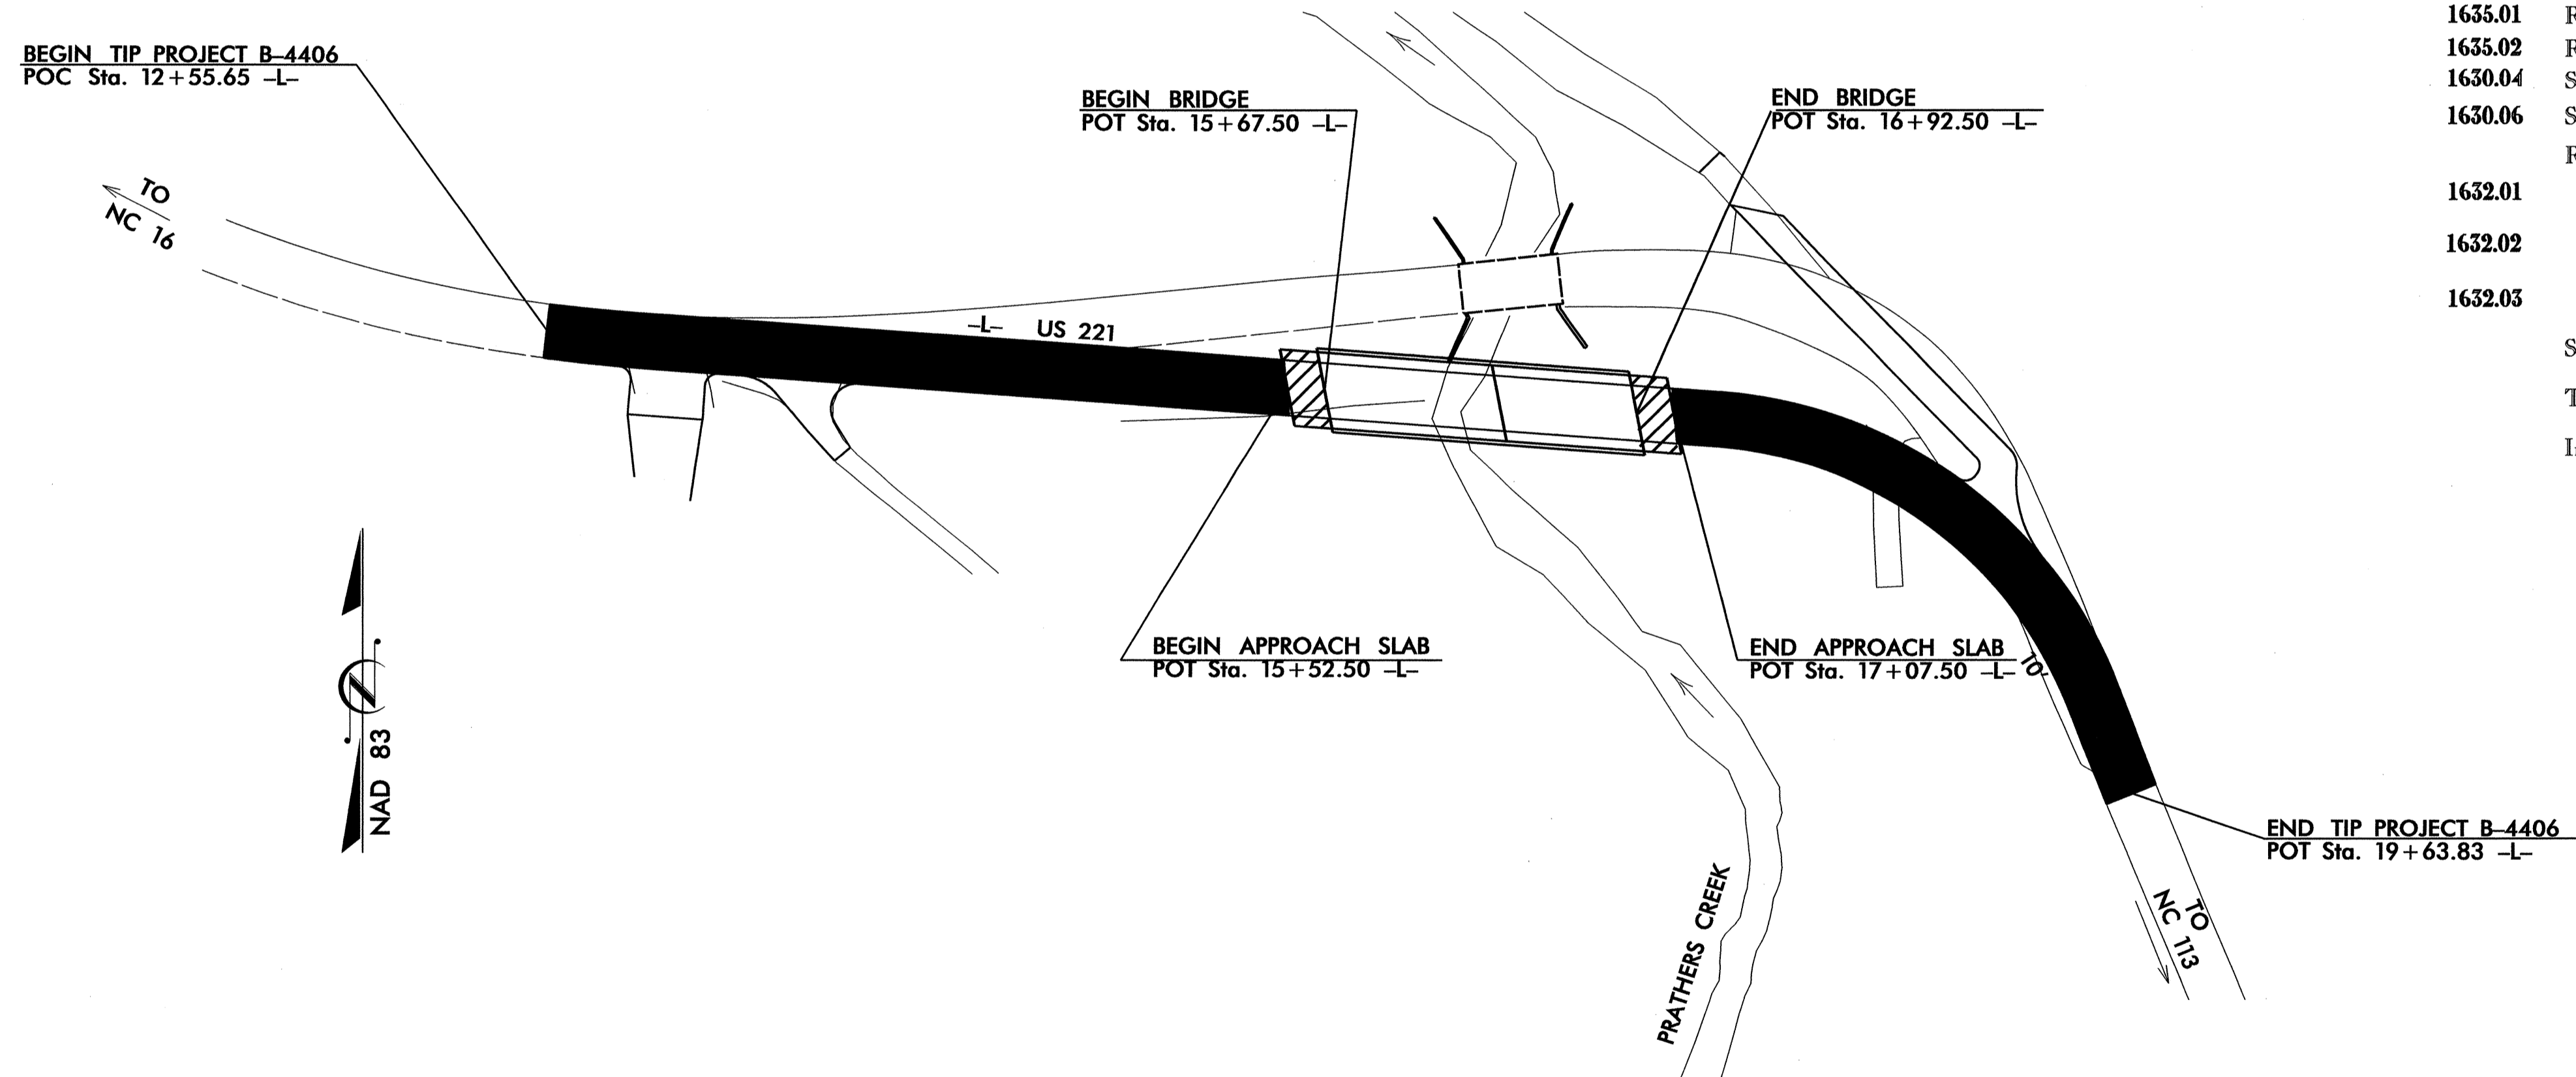 BEGIN TIP PROJECT B-4406
POC Sta. 12+55.65 -L-
BEGIN BRIDGE
POT Sta. 15+67.50 -L-
END BRIDGE
POT Sta. 16+92.50 -L-
1635.01 R
1635.02 R
1630.04 S
1630.06 S
R
1632.01
1632.02
1632.03
S
T
TO
NC 16
-L- US 221
BEGIN APPROACH SLAB
POT Sta. 15+52.50 -L-
END APPROACH SLAB
POT Sta. 17+07.50 -L-
10
NAD 83
PRATHERS CREEK
END TIP PROJECT B-4406
POT Sta. 19+63.83 -L-
TO
NC 113